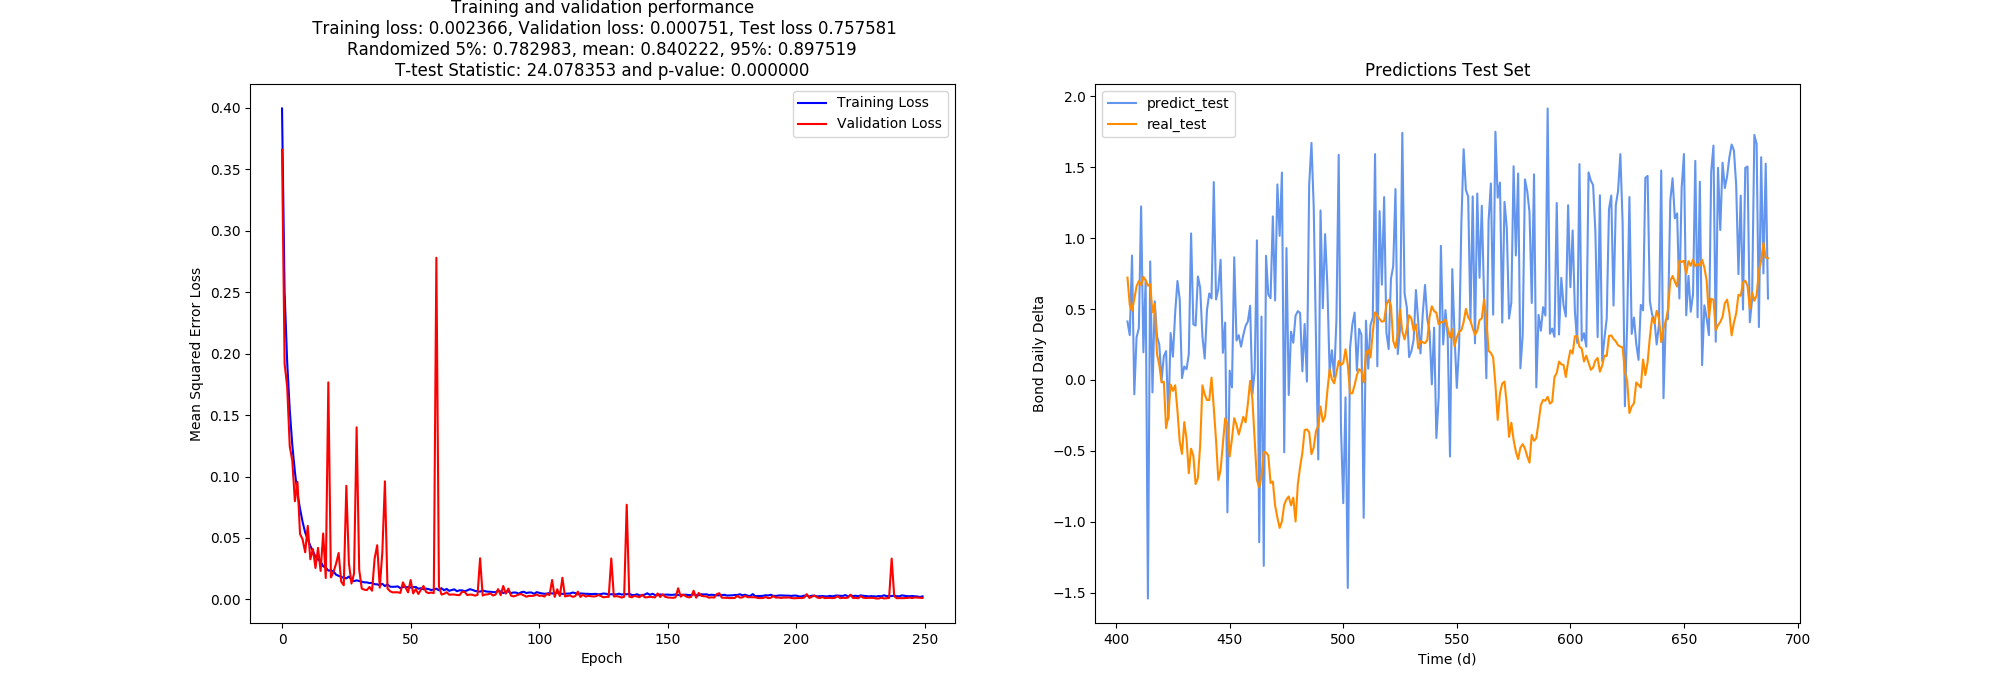 Training and validation performance
Training loss: 0.002366, Validation loss: 0.000751, Test loss 0.757581
Randomized 5%: 0.782983, mean: 0.840222, 95%: 0.897519
T-test Statistic: 24.078353 and p-value: 0.000000
Training Loss
Validation Loss
0.40
0.35
0.30
0.25
0.20
0.15
0.10
0.05
0.00
Mean Squared Error Loss
0
50
100
150
200
250
Epoch
Predictions Test Set
predict_test
real_test
2.0
1.5
1.0
0.5
0.0
−0.5
−1.0
−1.5
Bond Daily Delta
400
450
500
550
600
650
700
Time (d)